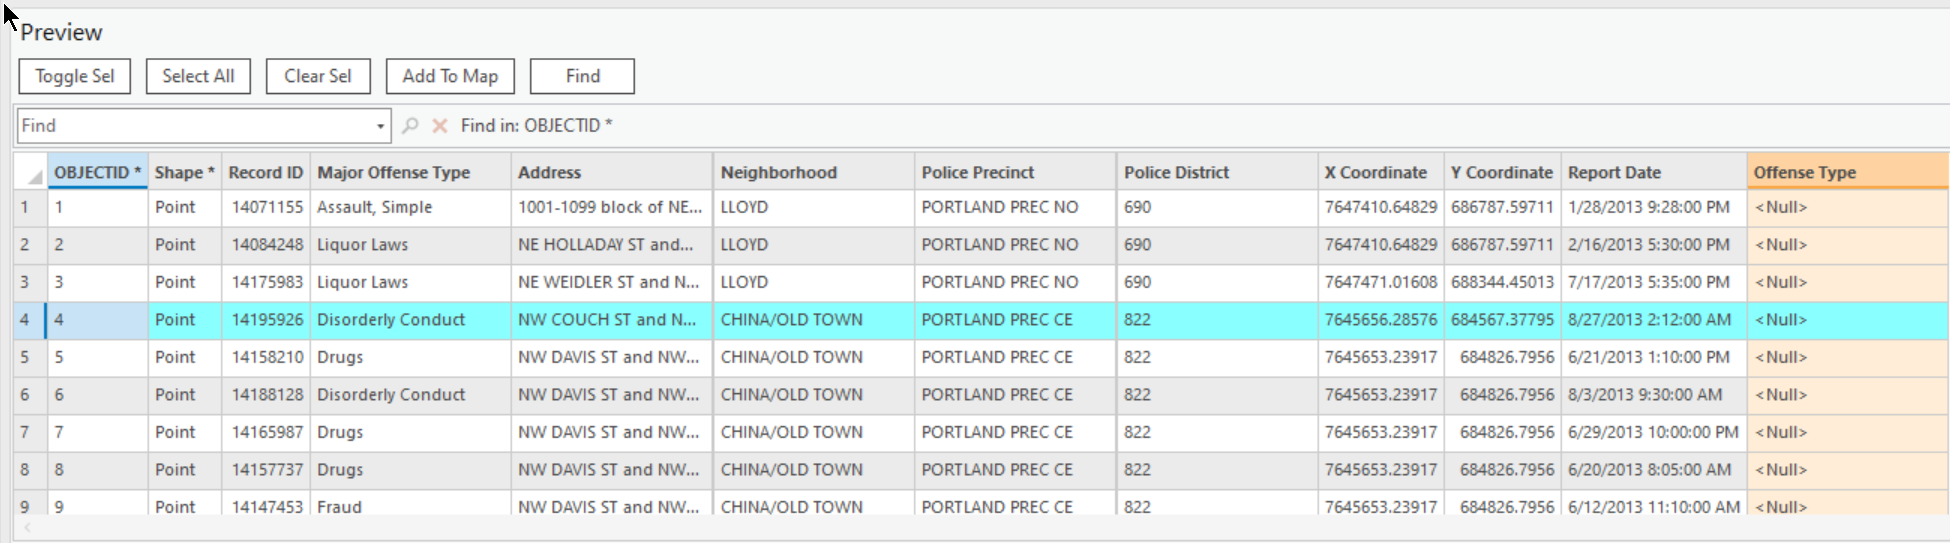 Preview
Toggle Sel Select All Clear Sel Add To Map Find
Find Find in: OBJECTID *
OBJECTID * Shape * Record ID Major Offense Type Address Neighborhood Police Precinct Police District X Coordinate Y Coordinate Report Date Offense Type
1 1 Point 14071155 Assault, Simple 1001-1099 block of NE... LLOYD PORTLAND PREC NO 690 7647410.64829 686787.59711 1/28/2013 9:28:00 PM <Null>
2 2 Point 14084248 Liquor Laws NE HOLLADAY ST and... LLOYD PORTLAND PREC NO 690 7647410.64829 686787.59711 2/16/2013 5:30:00 PM <Null>
3 3 Point 14175983 Liquor Laws NE WEIDLER ST and N... LLOYD PORTLAND PREC NO 690 7647471.01608 688344.45013 7/17/2013 5:35:00 PM <Null>
4 4 Point 14195926 Disorderly Conduct NW COUCH ST and N... CHINA/OLD TOWN PORTLAND PREC CE 822 7645656.28576 684567.37795 8/27/2013 2:12:00 AM <Null>
5 5 Point 14158210 Drugs NW DAVIS ST and NW... CHINA/OLD TOWN PORTLAND PREC CE 822 7645653.23917 684826.7956 6/21/2013 1:10:00 PM <Null>
6 6 Point 14188128 Disorderly Conduct NW DAVIS ST and NW... CHINA/OLD TOWN PORTLAND PREC CE 822 7645653.23917 684826.7956 8/3/2013 9:30:00 AM <Null>
7 7 Point 14165987 Drugs NW DAVIS ST and NW... CHINA/OLD TOWN PORTLAND PREC CE 822 7645653.23917 684826.7956 6/29/2013 10:00:00 PM <Null>
8 8 Point 14157737 Drugs NW DAVIS ST and NW... CHINA/OLD TOWN PORTLAND PREC CE 822 7645653.23917 684826.7956 6/20/2013 8:05:00 AM <Null>
9 9 Point 14147453 Fraud NW DAVIS ST and NW... CHINA/OLD TOWN PORTLAND PREC CE 822 7645653.23917 684826.7956 6/12/2013 11:10:00 AM <Null>